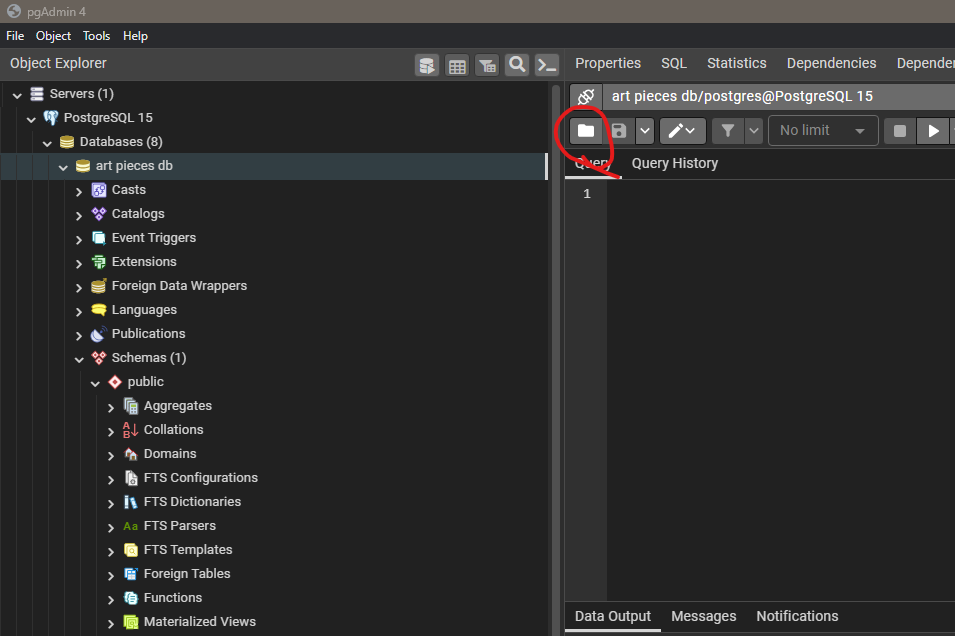 pgAdmin 4
File Object Tools Help
Object Explorer
Properties SQL Statistics Dependencies
Servers (1)
art pieces db/postgres@PostgreSQL 15
PostgreSQL 15
No limit
Databases (8)
art pieces db
Query Query History
Casts
1
Catalogs
Event Triggers
Extensions
Foreign Data Wrappers
Languages
Publications
Schemas (1)
public
Aggregates
Collations
Domains
FTS Configurations
FTS Dictionaries
Aa FTS Parsers
FTS Templates
Foreign Tables
Functions
Data Output Messages Notifications
Materialized Views